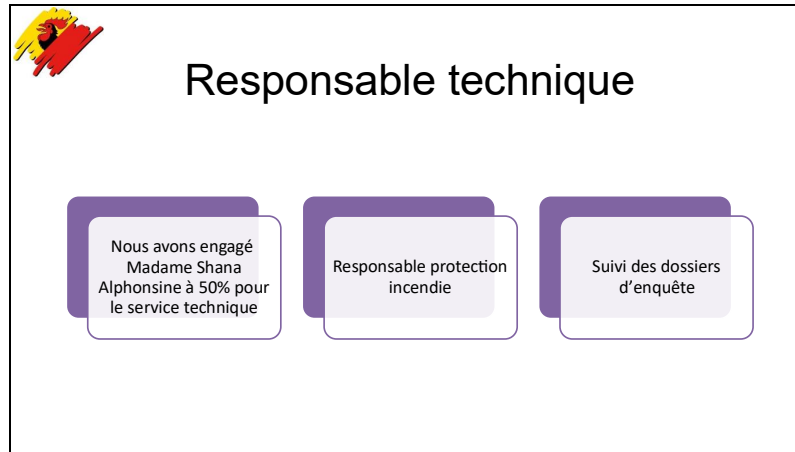 Responsable technique
Nous avons engagé
Madame Shana
Alphonsine à 50% pour
le service technique
Responsable protection
incendie
Suivi des dossiers
d’enquête